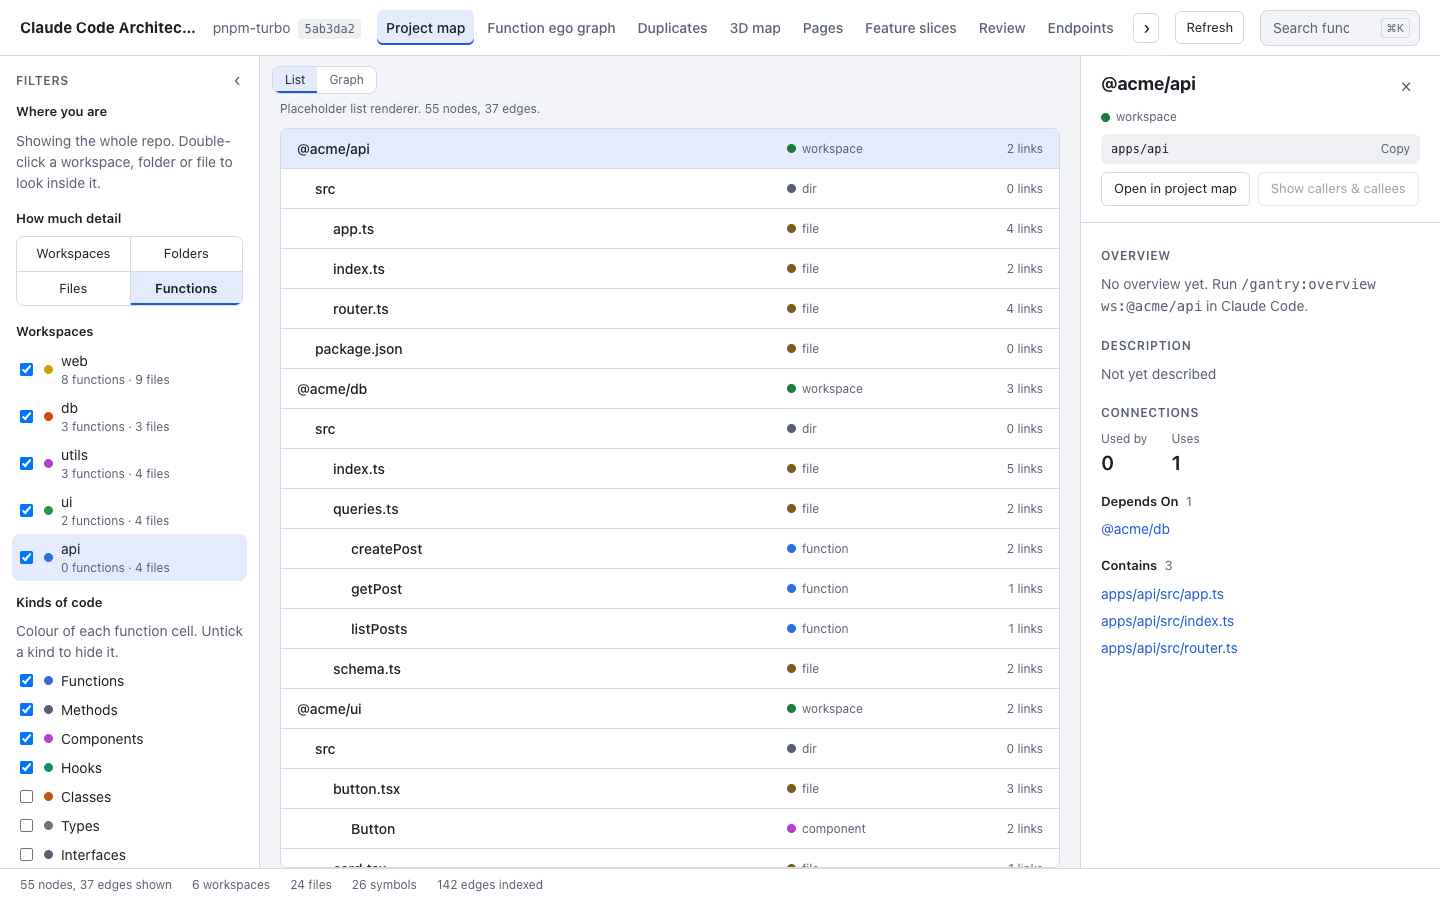 Claude Code Architec... pnpm-turbo 5ab3da2 Project map Function ego graph Duplicates 3D map Pages Feature slices Review Endpoints › Refresh Search func ⌘K
FILTERS
Where you are
Showing the whole repo. Double-
click a workspace, folder or file to
look inside it.
How much detail
Workspaces Folders
Files Functions
Workspaces
web
8 functions · 9 files
db
3 functions · 3 files
utils
3 functions · 4 files
ui
2 functions · 4 files
api
0 functions · 4 files
Kinds of code
Colour of each function cell. Untick
a kind to hide it.
Functions
Methods
Components
Hooks
Classes
Types
Interfaces
List Graph
Placeholder list renderer. 55 nodes, 37 edges.
@acme/api workspace 2 links
src dir 0 links
app.ts file 4 links
index.ts file 2 links
router.ts file 4 links
package.json file 0 links
@acme/db workspace 3 links
src dir 0 links
index.ts file 5 links
queries.ts file 2 links
createPost function 2 links
getPost function 1 links
listPosts function 1 links
schema.ts file 2 links
@acme/ui workspace 2 links
src dir 0 links
button.tsx file 3 links
Button component 2 links
@acme/api ×
workspace
apps/api Copy
Open in project map Show callers & callees
OVERVIEW
No overview yet. Run /gantry:overview
ws:@acme/api in Claude Code.
DESCRIPTION
Not yet described
CONNECTIONS
Used by Uses
0 1
Depends On 1
@acme/db
Contains 3
apps/api/src/app.ts
apps/api/src/index.ts
apps/api/src/router.ts
55 nodes, 37 edges shown 6 workspaces 24 files 26 symbols 142 edges indexed